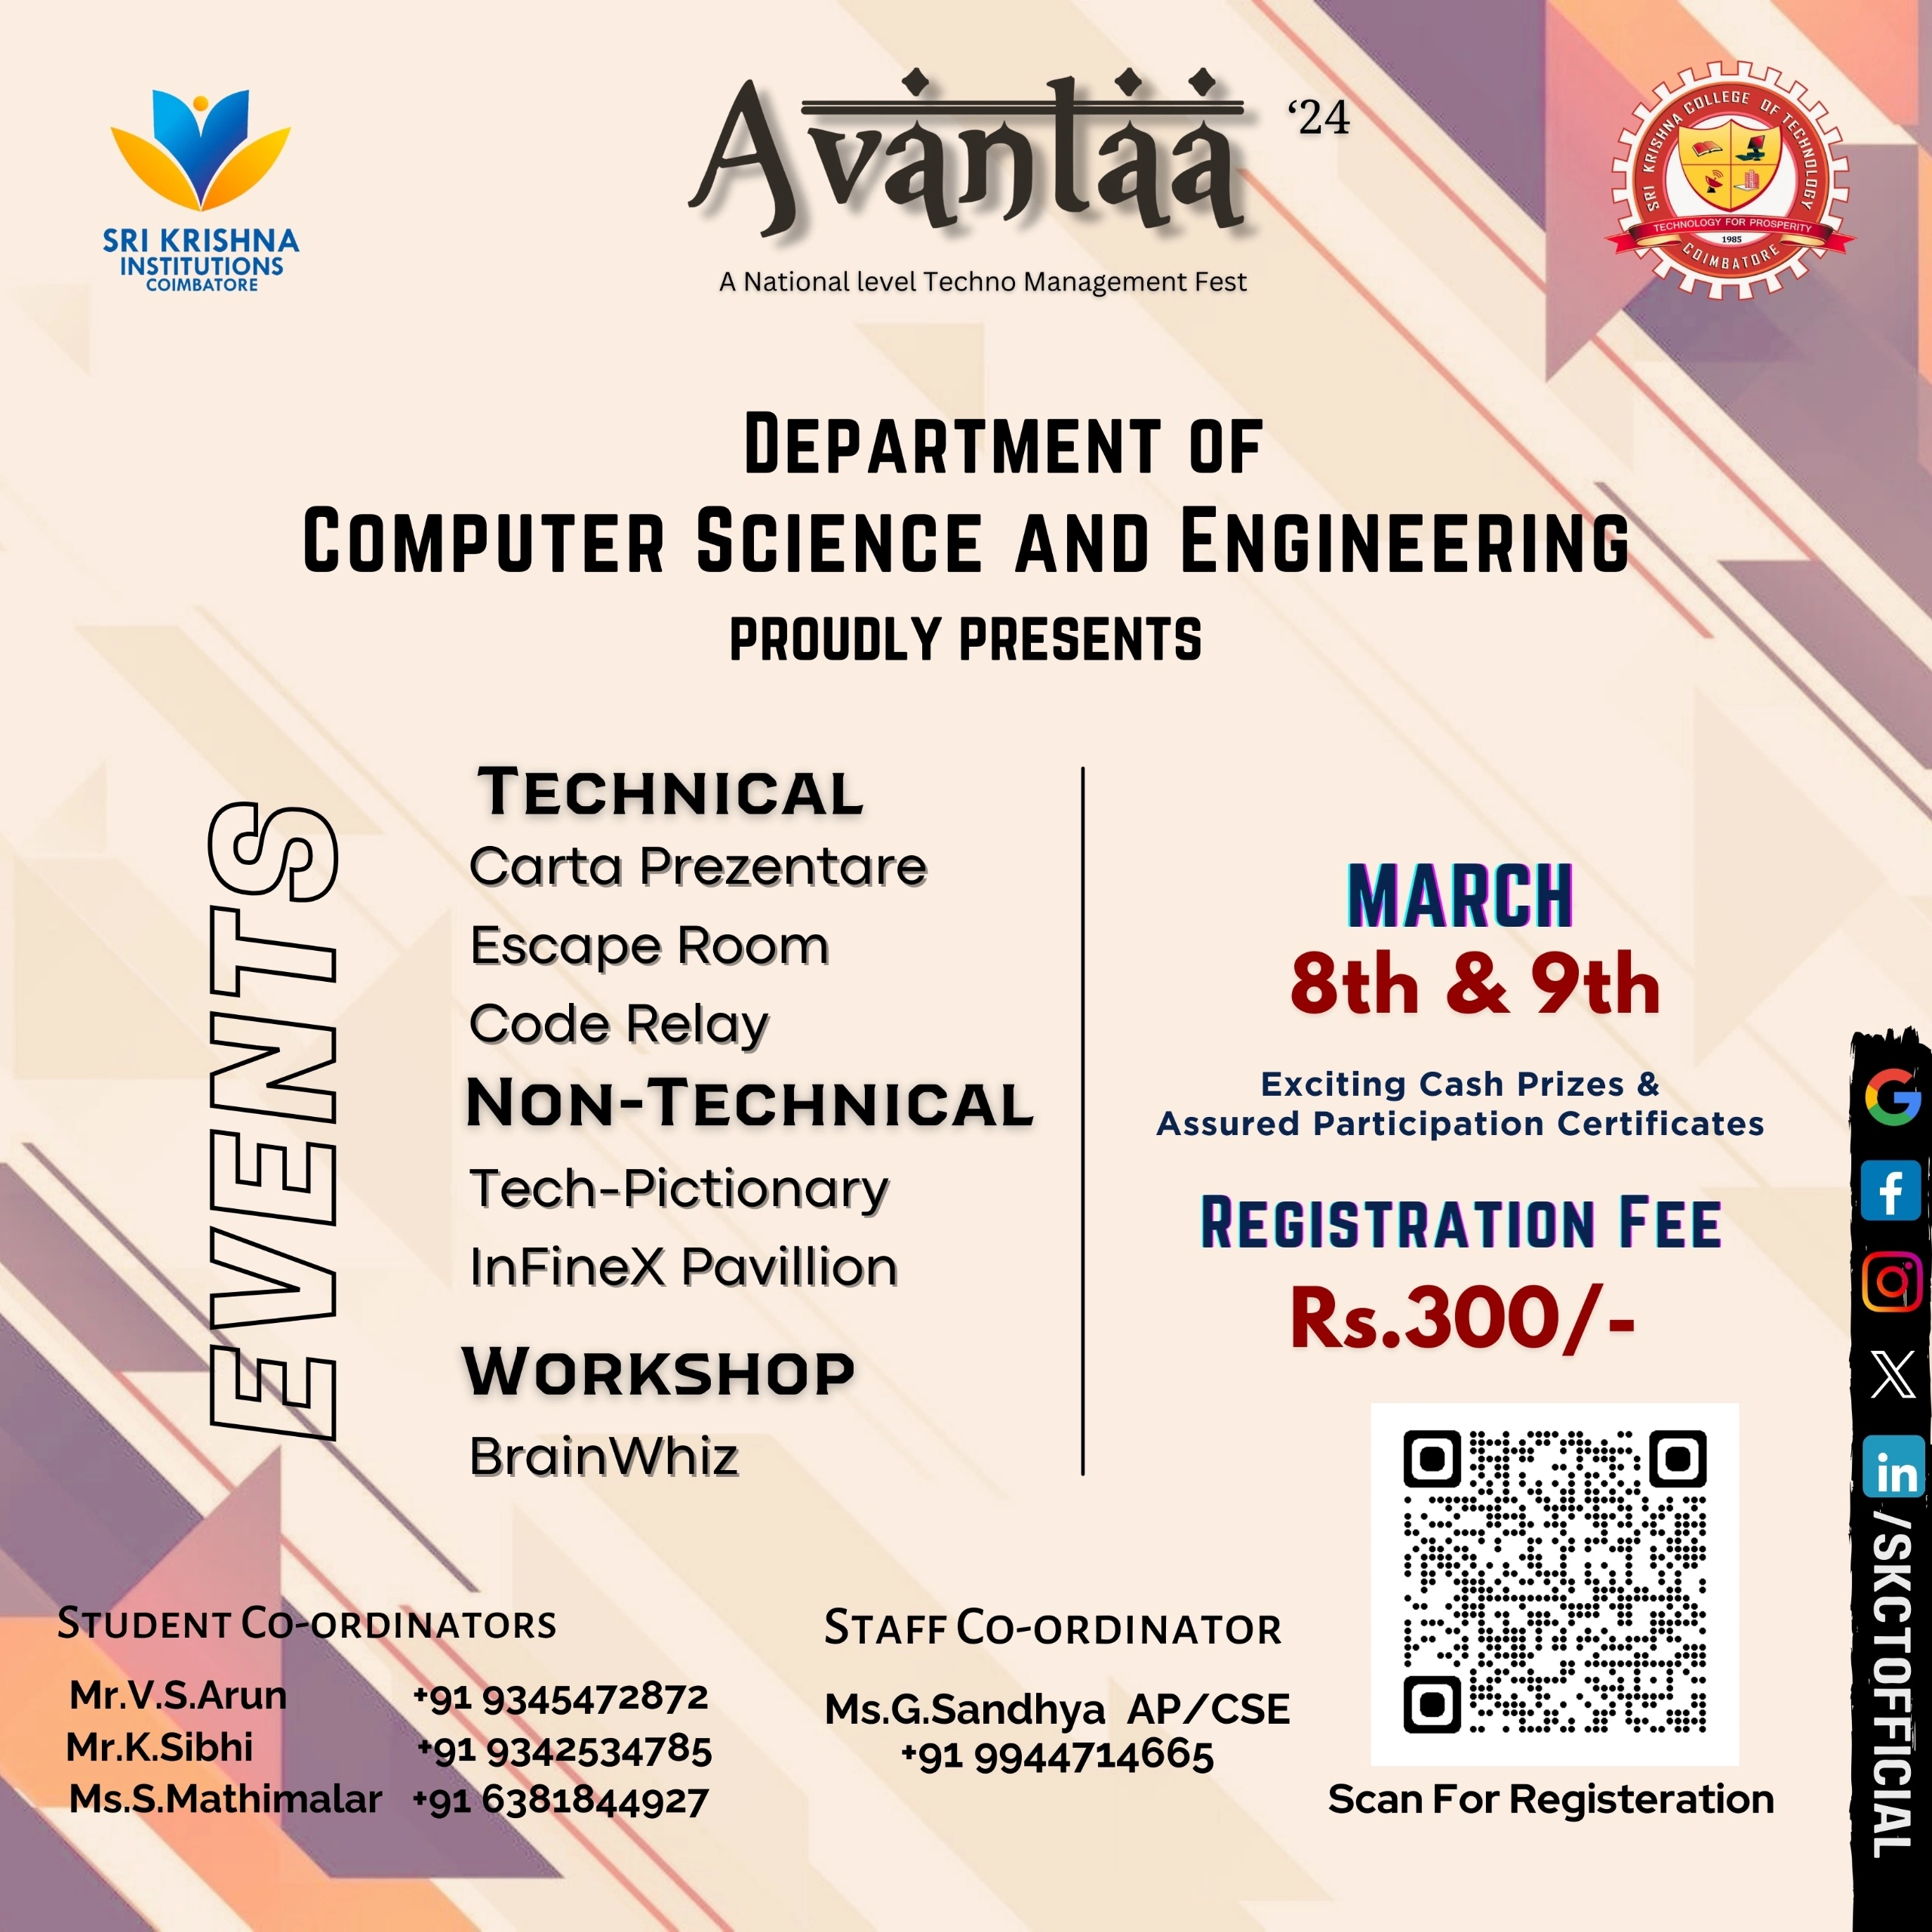 SRI KRISHNA
INSTITUTIONS
COIMBATORE
Avantaa ‘24
A National level Techno Management Fest
SRI KRISHNA COLLEGE OF TECHNOLOGY
TECHNOLOGY FOR PROSPERITY
1985
COIMBATORE
DEPARTMENT OF
COMPUTER SCIENCE AND ENGINEERING
PROUDLY PRESENTS
EVENTS
TECHNICAL
Carta Prezentare
Escape Room
Code Relay
NON-TECHNICAL
Tech-Pictionary
InFineX Pavillion
WORKSHOP
BrainWhiz
MARCH
8th & 9th
Exciting Cash Prizes &
Assured Participation Certificates
REGISTRATION FEE
Rs.300/-
STUDENT CO-ORDINATORS
Mr.V.S.Arun +91 9345472872
Mr.K.Sibhi +91 9342534785
Ms.S.Mathimalar +91 6381844927
STAFF CO-ORDINATOR
Ms.G.Sandhya AP/CSE
+91 9944714665
Scan For Registeration
G
f
X
in
/SKCTOFFICIAL